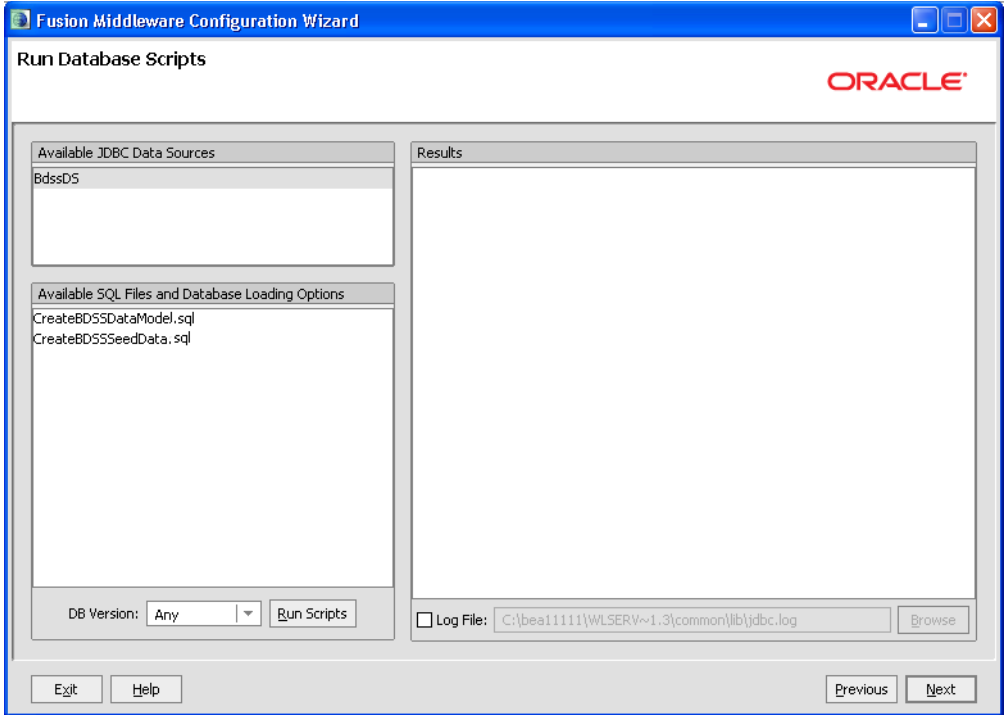 Fusion Middleware Configuration Wizard
Run Database Scripts
ORACLE
Available JDBC Data Sources
BdssDS
Available SQL Files and Database Loading Options
CreateBDSSDataModel.sql
CreateBDSSSeedData.sql
DB Version: Any Run Scripts
Results
Log File: C:\bea11111\WLSERV~1.3\common\lib\jdbc.log Browse
Exit Help Previous Next